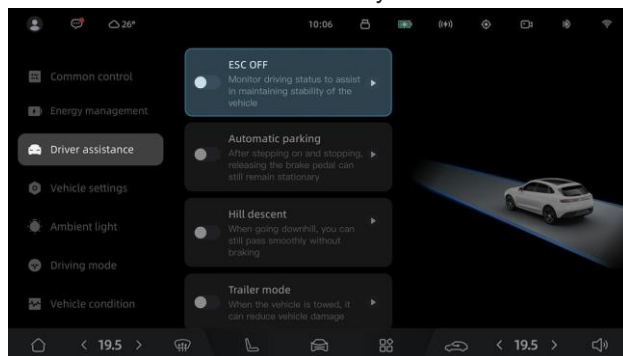 26°
10:06
Common control
Energy management
Driver assistance
Vehicle settings
Ambient light
Driving mode
Vehicle condition
ESC OFF
Monitor driving status to assist
in maintaining stability of the
vehicle
Automatic parking
After stepping on and stopping,
releasing the brake pedal can
still remain stationary
Hill descent
When going downhill, you can
still pass smoothly without
braking
Trailer mode
When the vehicle is towed, it
can reduce vehicle damage
< 19.5 >
< 19.5 >